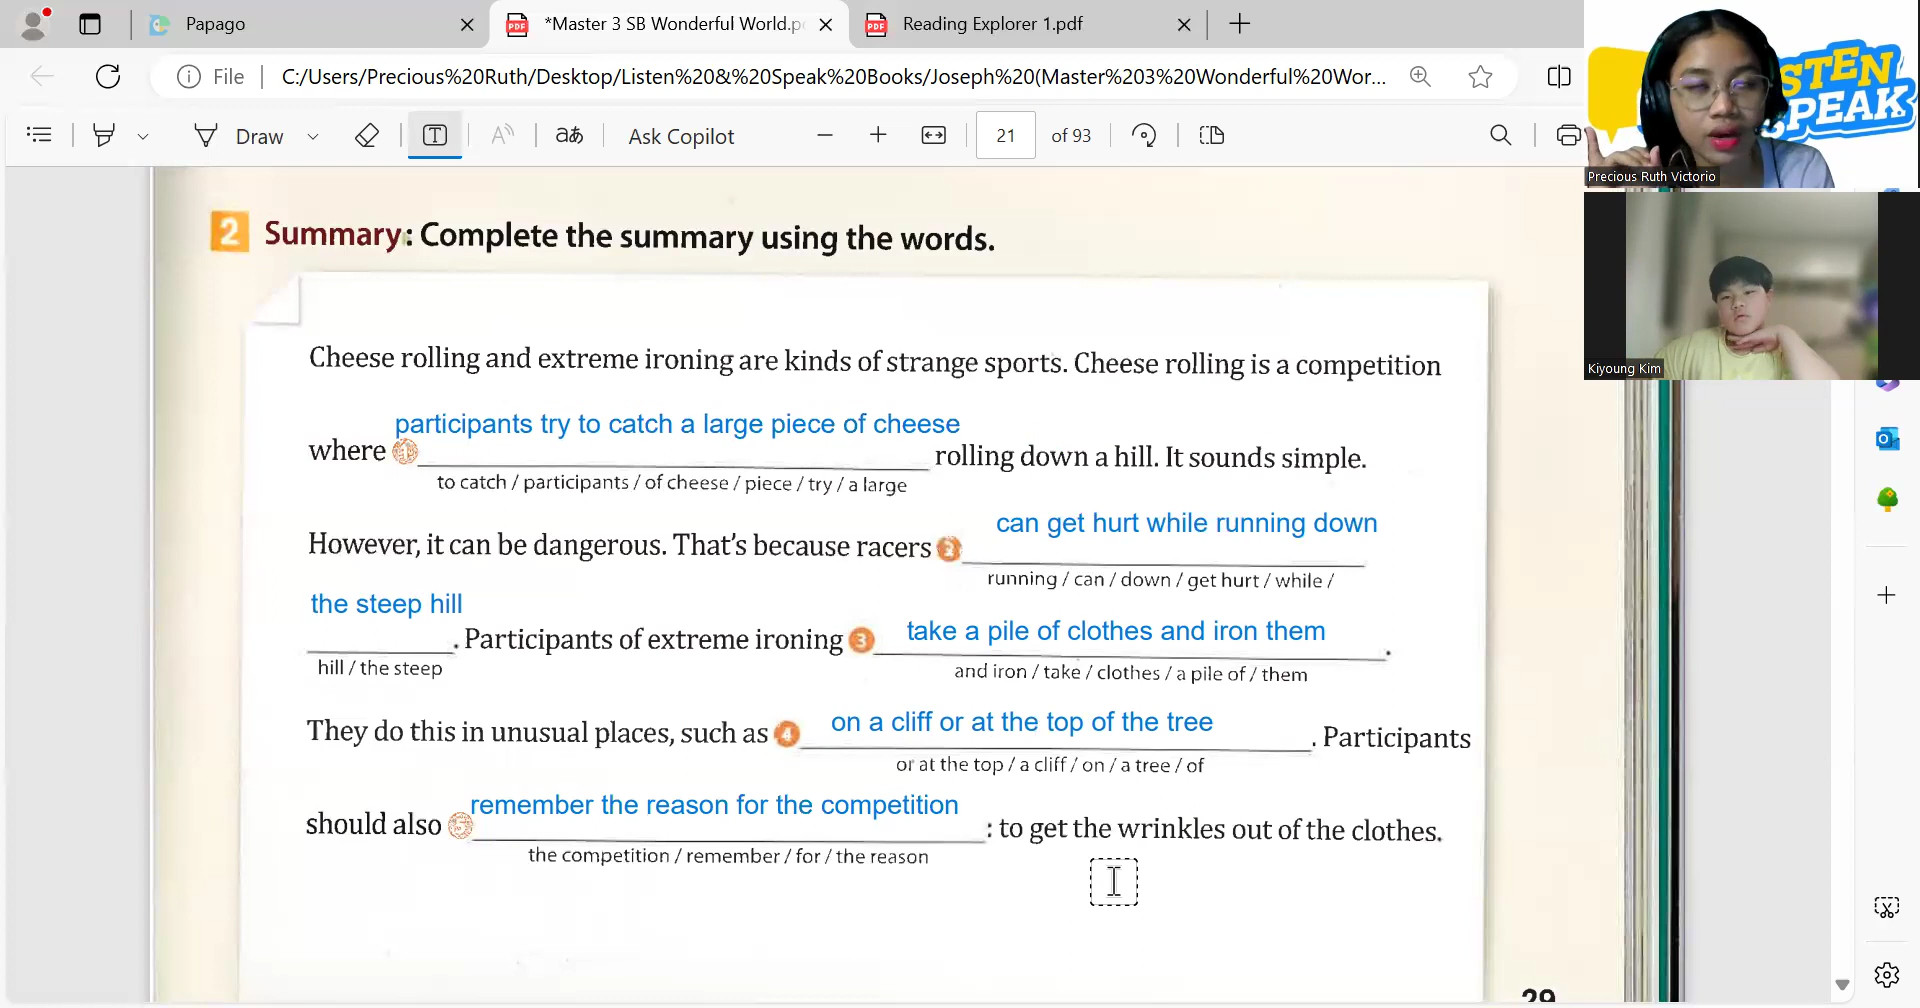 Papago
*Master 3 SB Wonderful World.p
Reading Explorer 1.pdf
File
C:/Users/Precious%20Ruth/Desktop/Listen%20&%20Speak%20Books/Joseph%20(Master%203%20Wonderful%20Wor...
Draw
Ask Copilot
21
of 93
STEN
PEAK
Precious Ruth Victorio
Kiyoung Kim
2 Summary: Complete the summary using the words.
Cheese rolling and extreme ironing are kinds of strange sports. Cheese rolling is a competition
participants try to catch a large piece of cheese
where 1 rolling down a hill. It sounds simple.
to catch / participants / of cheese / piece / try / a large
can get hurt while running down
However, it can be dangerous. That's because racers 2
running / can / down / get hurt / while /
the steep hill
. Participants of extreme ironing 3 take a pile of clothes and iron them .
hill / the steep
and iron / take / clothes / a pile of / them
They do this in unusual places, such as 4 on a cliff or at the top of the tree . Participants
or at the top / a cliff / on / a tree / of
remember the reason for the competition
should also 5 : to get the wrinkles out of the clothes.
the competition / remember / for / the reason
29